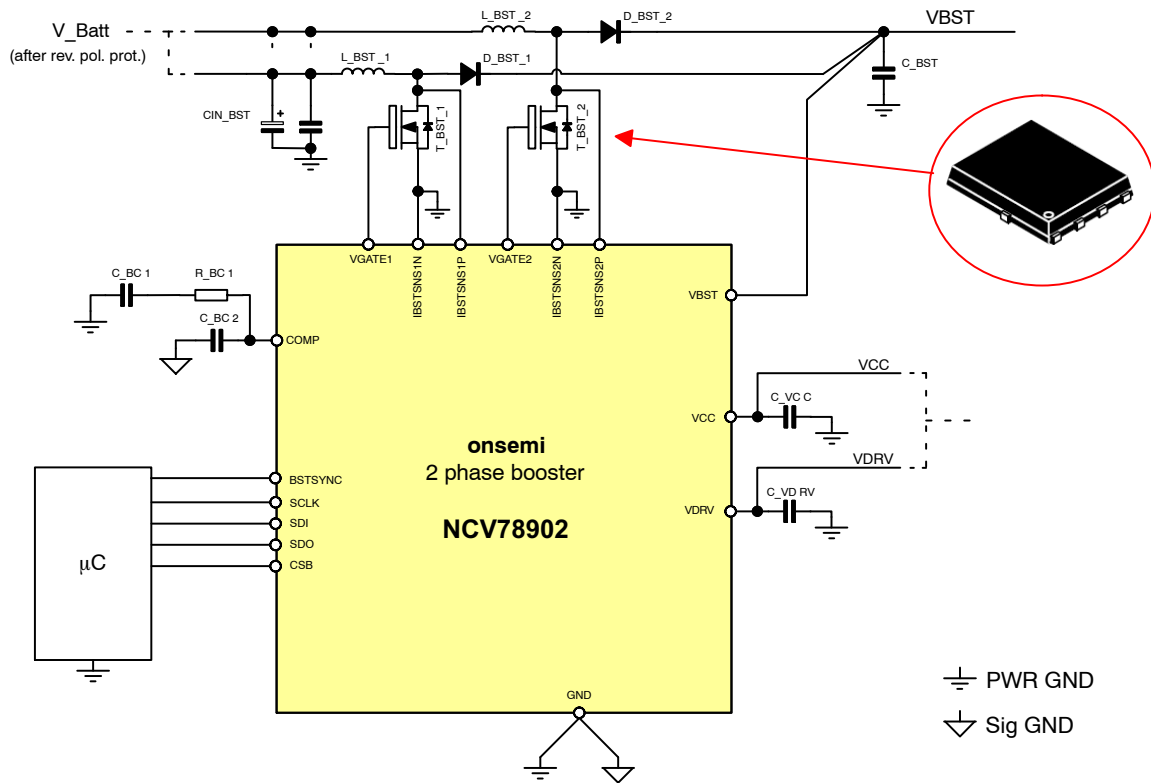 L_BST_2
D_BST_2
VBST
V_Batt
(after rev. pol. prot.)
L_BST_1
D_BST_1
C_BST
CIN_BST
+
T_BST_1
T_BST_2
VGATE1
IBSTSNS1N
IBSTSNS1P
VGATE2
IBSTSNS2N
IBSTSNS2P
VBST
C_BC 1
R_BC 1
C_BC 2
COMP
VCC
C_VC C
VCC
onsemi
2 phase booster
NCV78902
VDRV
C_VD RV
VDRV
BSTSYNC
SCLK
SDI
SDO
CSB
μC
GND
PWR GND
Sig GND